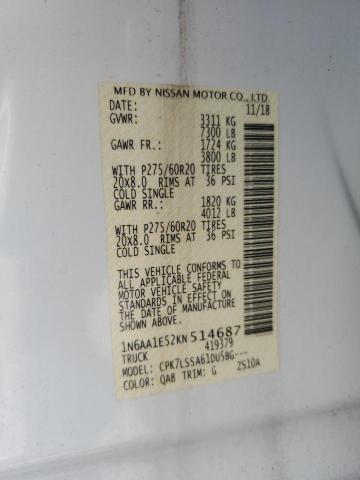 MFD BY NISSAN MOTOR CO., LTD.
DATE: 11/18
GVWR: 3311 KG
7300 LB
GAWR FR.: 1724 KG
3800 LB
WITH P275/60R20 TIRES
20X8.0 RIMS AT 36 PSI
COLD SINGLE
GAWR RR.: 1820 KG
4012 LB
WITH P275/60R20 TIRES
20X8.0 RIMS AT 36 PSI
COLD SINGLE
THIS VEHICLE CONFORMS TO
ALL APPLICABLE FEDERAL
MOTOR VEHICLE SAFETY
STANDARDS IN EFFECT ON
THE DATE OF MANUFACTURE
SHOWN ABOVE.
1N6AA1E52KN514687
TRUCK 419379
MODEL: CPK7LSSA61DU5BG---
COLOR: QAB TRIM: G ZS10A